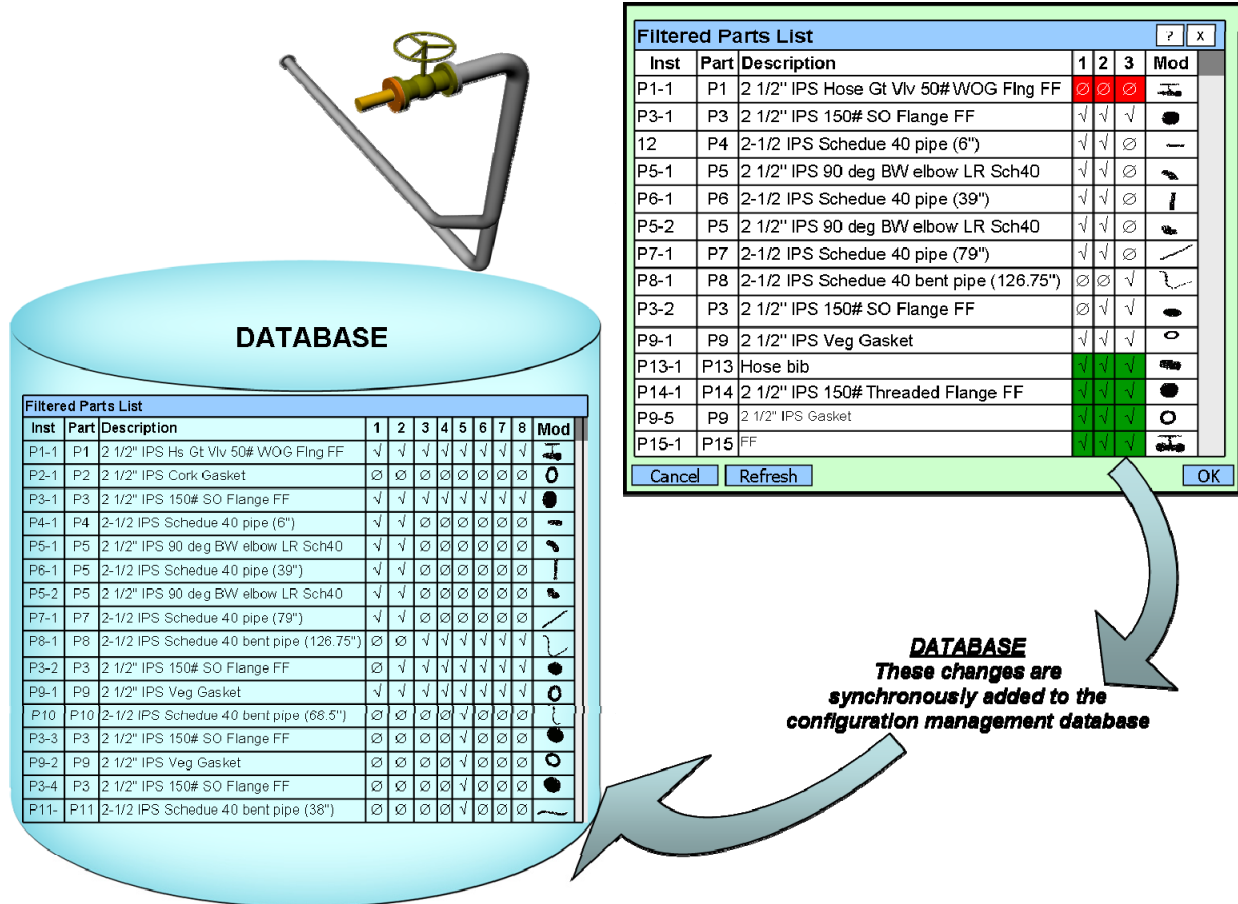 Filtered Parts List ? X
Inst Part Description 1 2 3 Mod
P1-1 P1 2 1/2" IPS Hose Gt Vlv 50# WOG Flng FF ∅ ∅ ∅
P3-1 P3 2 1/2" IPS 150# SO Flange FF √ √ √
12 P4 2-1/2 IPS Schedue 40 pipe (6") √ √ ∅
P5-1 P5 2 1/2" IPS 90 deg BW elbow LR Sch40 √ √ ∅
P6-1 P6 2-1/2 IPS Schedue 40 pipe (39") √ √ ∅
P5-2 P5 2 1/2" IPS 90 deg BW elbow LR Sch40 √ √ ∅
P7-1 P7 2-1/2 IPS Schedue 40 pipe (79") √ √ ∅
P8-1 P8 2-1/2 IPS Schedue 40 bent pipe (126.75") ∅ ∅ √
P3-2 P3 2 1/2" IPS 150# SO Flange FF ∅ √ √
P9-1 P9 2 1/2" IPS Veg Gasket √ √ √
P13-1 P13 Hose bib √ √ √
P14-1 P14 2 1/2" IPS 150# Threaded Flange FF √ √ √
P9-5 P9 2 1/2" IPS Gasket √ √ √
P15-1 P15 FF √ √ √
Cancel Refresh OK
DATABASE
Filtered Parts List
Inst Part Description 1 2 3 4 5 6 7 8 Mod
P1-1 P1 2 1/2" IPS Hs Gt Vlv 50# WOG Flng FF √ √ √ √ √ √ √ √
P2-1 P2 2 1/2" IPS Cork Gasket ∅ ∅ ∅ ∅ ∅ ∅ ∅ ∅
P3-1 P3 2 1/2" IPS 150# SO Flange FF √ √ √ √ √ √ √ √
P4-1 P4 2-1/2 IPS Schedue 40 pipe (6") √ √ ∅ ∅ ∅ ∅ ∅ ∅
P5-1 P5 2 1/2" IPS 90 deg BW elbow LR Sch40 √ √ ∅ ∅ ∅ ∅ ∅ ∅
P6-1 P5 2-1/2 IPS Schedue 40 pipe (39") √ √ ∅ ∅ ∅ ∅ ∅ ∅
P5-2 P5 2 1/2" IPS 90 deg BW elbow LR Sch40 √ √ ∅ ∅ ∅ ∅ ∅ ∅
P7-1 P7 2-1/2 IPS Schedue 40 pipe (79") √ √ ∅ ∅ ∅ ∅ ∅ ∅
P8-1 P8 2-1/2 IPS Schedue 40 bent pipe (126.75") ∅ ∅ √ √ √ √ √ √
P3-2 P3 2 1/2" IPS 150# SO Flange FF ∅ √ √ √ √ √ √ √
P9-1 P9 2 1/2" IPS Veg Gasket √ √ √ √ √ √ √ √
P10 P10 2-1/2 IPS Schedue 40 bent pipe (68.5") ∅ ∅ ∅ ∅ √ ∅ ∅ ∅
P3-3 P3 2 1/2" IPS 150# SO Flange FF ∅ ∅ ∅ ∅ √ ∅ ∅ ∅
P9-2 P9 2 1/2" IPS Veg Gasket ∅ ∅ ∅ ∅ √ ∅ ∅ ∅
P3-4 P3 2 1/2" IPS 150# SO Flange FF ∅ ∅ ∅ ∅ √ ∅ ∅ ∅
P11- P11 2-1/2 IPS Schedue 40 bent pipe (38") ∅ ∅ ∅ ∅ √ ∅ ∅ ∅
DATABASE
These changes are
synchronously added to the
configuration management database